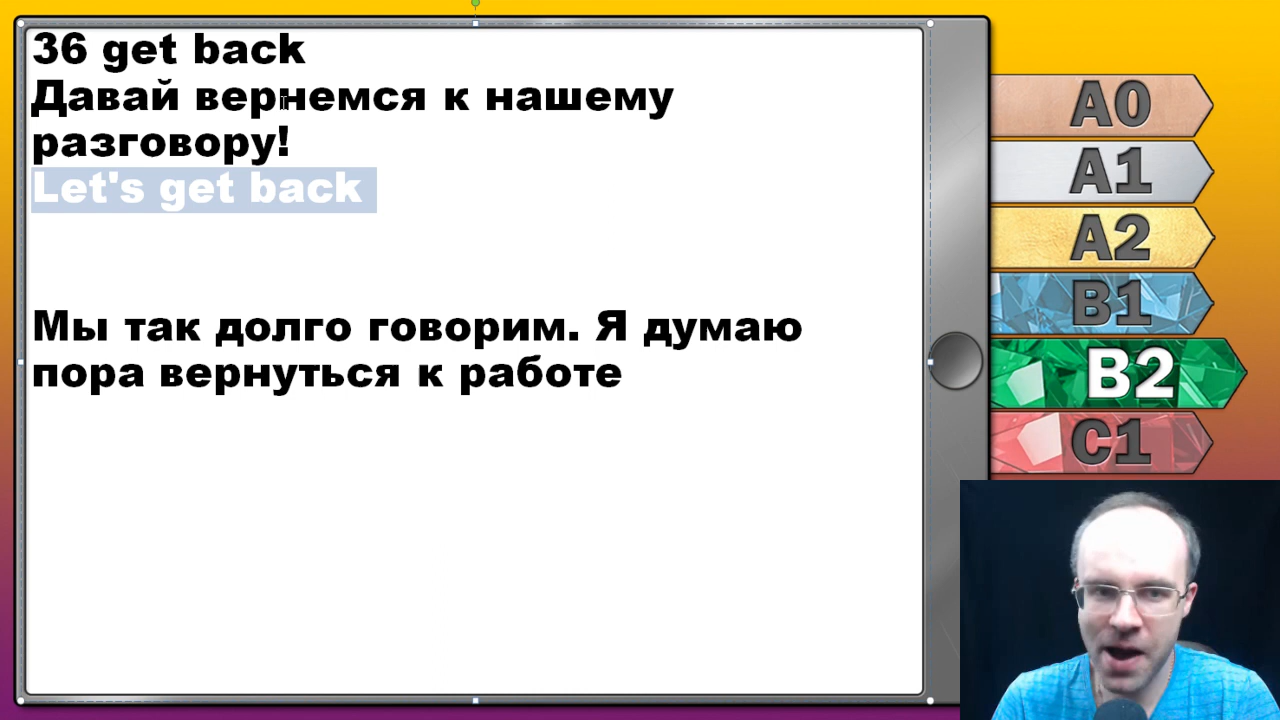 36 get back
Давай вернемся к нашему
разговору!
Let's get back
Мы так долго говорим. Я думаю
пора вернуться к работе
A0
A1
A2
B1
B2
C1